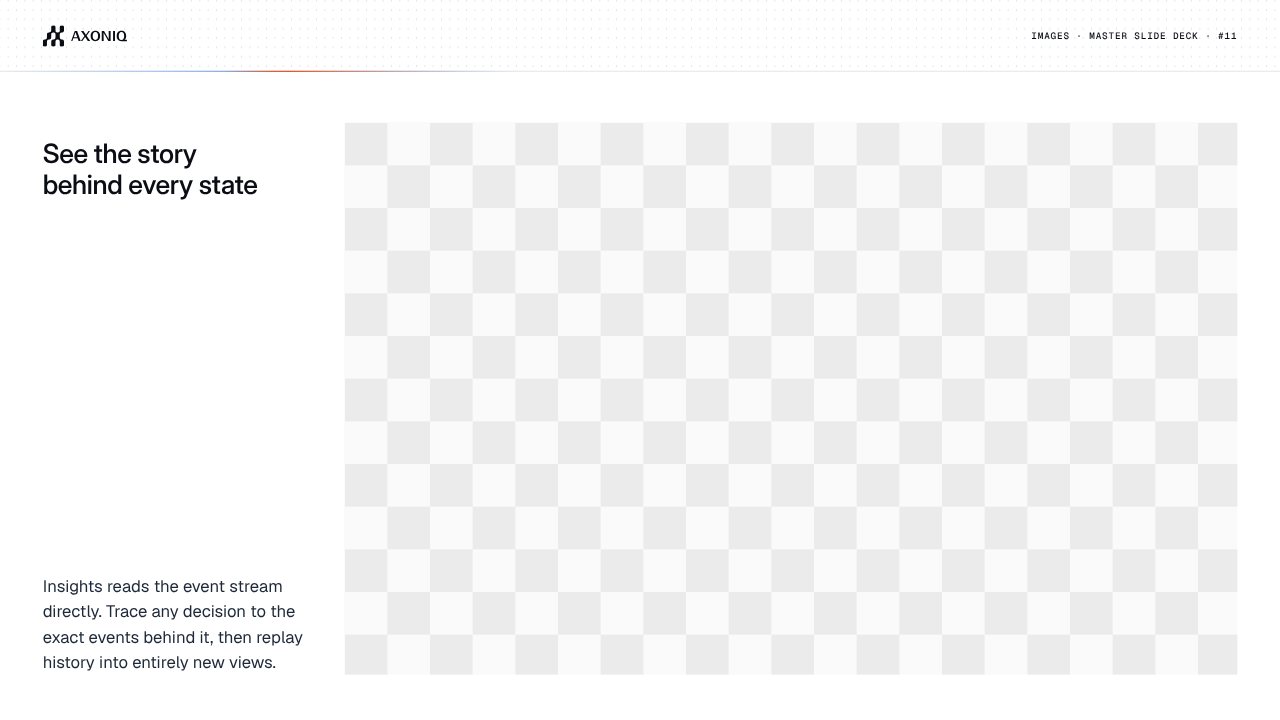 AXONIQ
IMAGES · MASTER SLIDE DECK · #11
See the story
behind every state
Insights reads the event stream
directly. Trace any decision to the
exact events behind it, then replay
history into entirely new views.